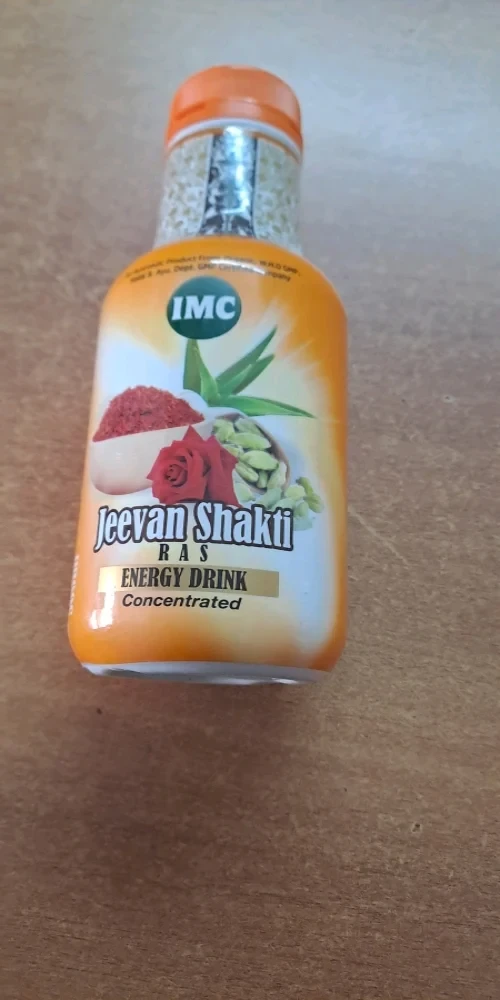 IMC
Jeevan Shakti
RAS
ENERGY DRINK
Concentrated